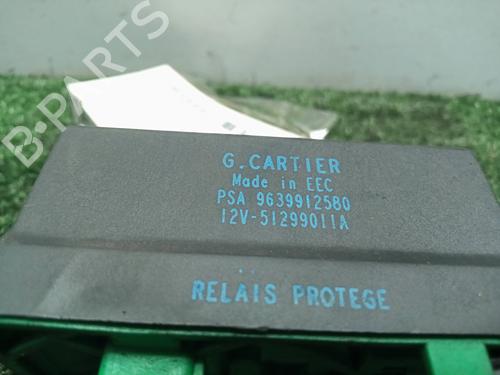 B-PARTS
G.CARTIER
Made in EEC
PSA 9639912580
12V-51299011A
RELAIS PROTEGE